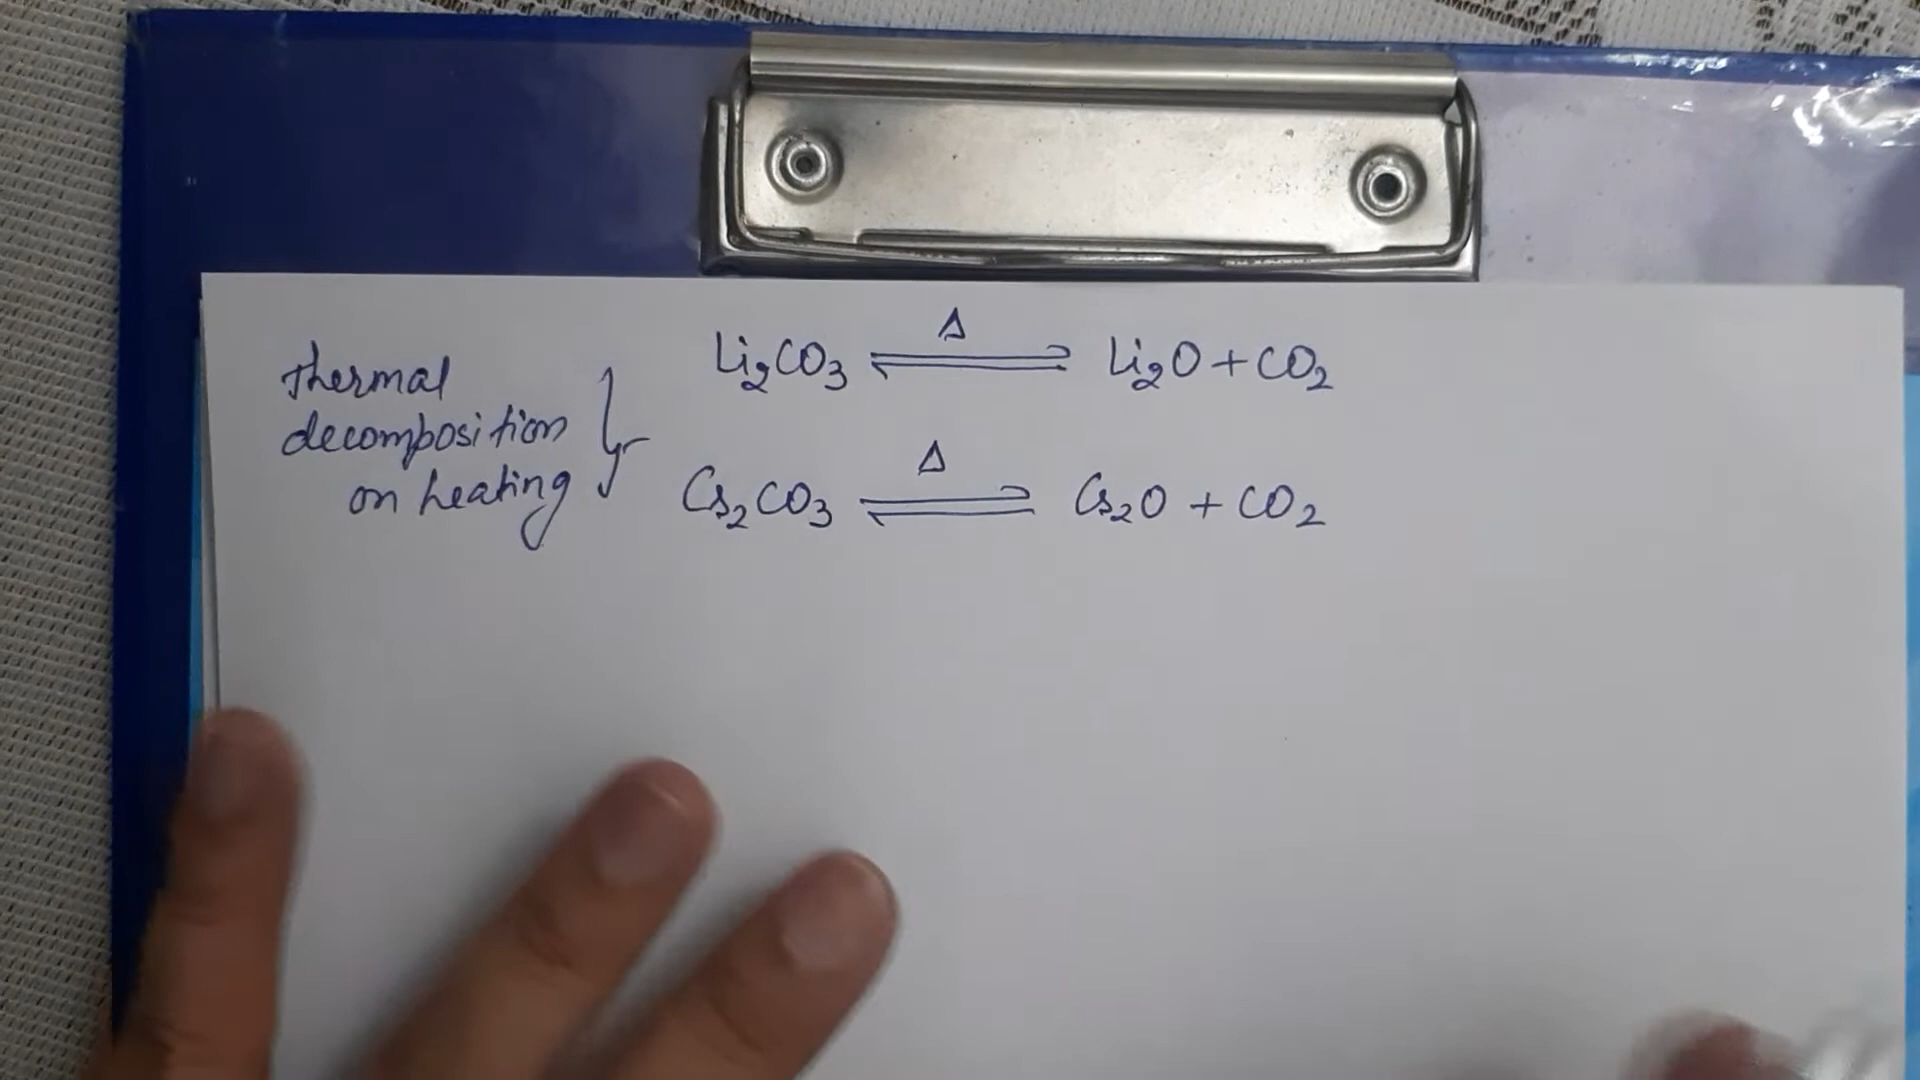 thermal
decomposition
on heating
Δ
Li₂CO₃ ⇌ Li₂O + CO₂
Δ
Cs₂CO₃ ⇌ Cs₂O + CO₂